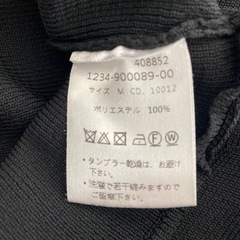 408852
1234-900089-00
サイズ M CD. 10012
ポリエステル 100%
・タンブラー乾燥は、お避け
下さい。
・洗濯で若干縮みますので
ご留意下さい。